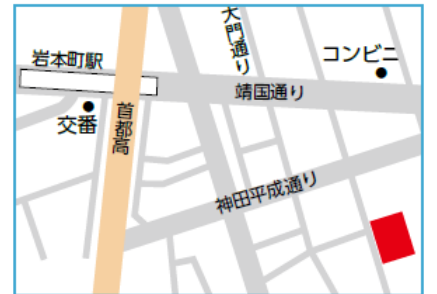 岩本町駅
大門通り
コンビニ
靖国通り
交番
首都高
神田平成通り